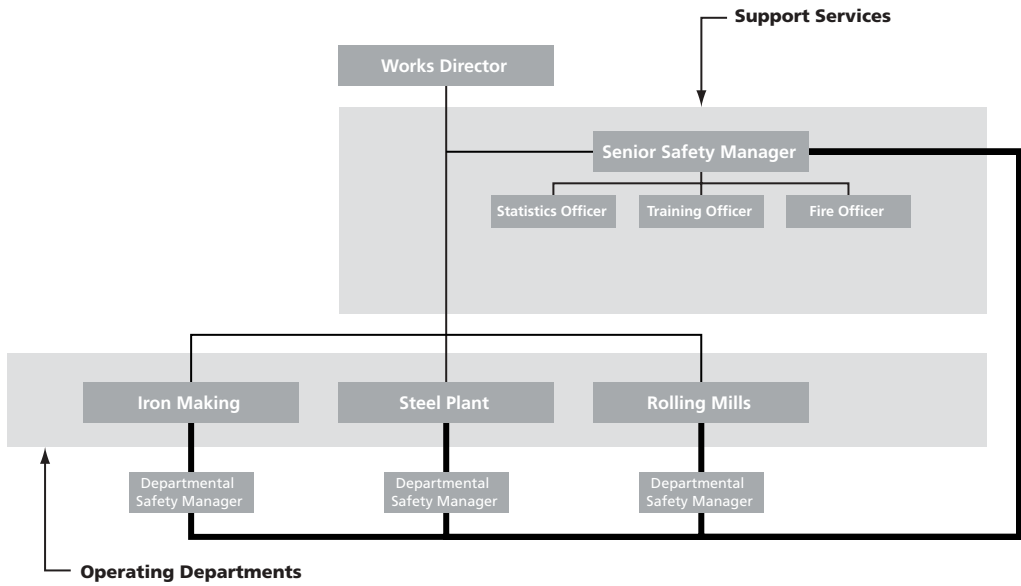 Support Services
Works Director
Senior Safety Manager
Statistics Officer
Training Officer
Fire Officer
Iron Making
Steel Plant
Rolling Mills
Departmental
Safety Manager
Departmental
Safety Manager
Departmental
Safety Manager
Operating Departments